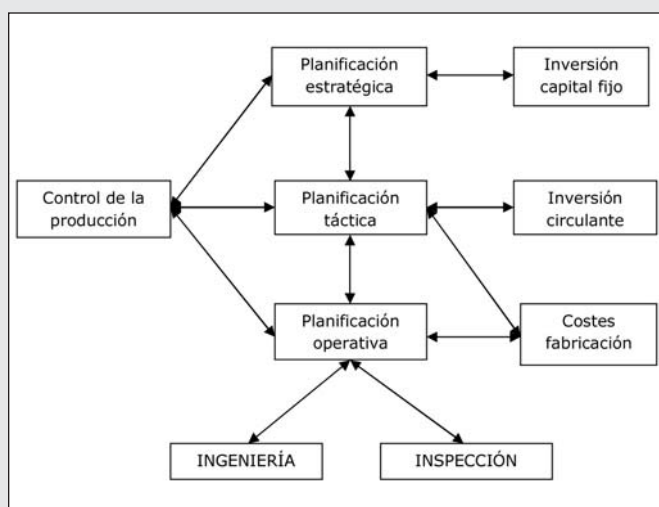 Planificación
estratégica
Inversión
capital fijo
Control de la
producción
Planificación
táctica
Inversión
circulante
Planificación
operativa
Costes
fabricación
INGENIERÍA
INSPECCIÓN